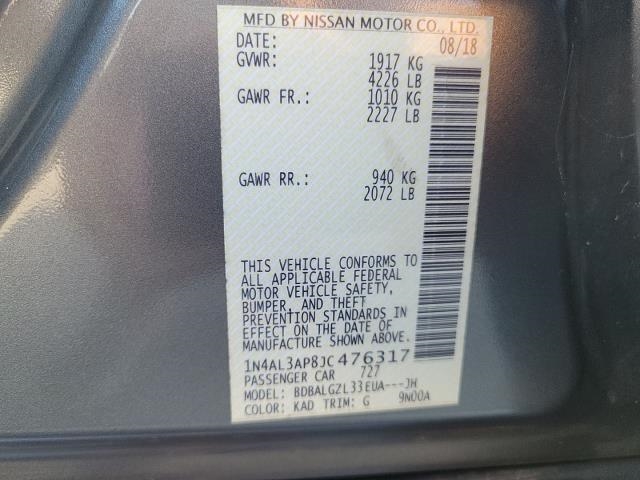 MFD BY NISSAN MOTOR CO., LTD.
DATE: 08/18
GVWR: 1917 KG
4226 LB
GAWR FR.: 1010 KG
2227 LB
GAWR RR.: 940 KG
2072 LB
THIS VEHICLE CONFORMS TO
ALL APPLICABLE FEDERAL
MOTOR VEHICLE SAFETY,
BUMPER, AND THEFT
PREVENTION STANDARDS IN
EFFECT ON THE DATE OF
MANUFACTURE SHOWN ABOVE.
1N4AL3AP8JC476317
PASSENGER CAR 727
MODEL: BDBALGZL33EUA---JH
COLOR: KAD TRIM: G 9N00A